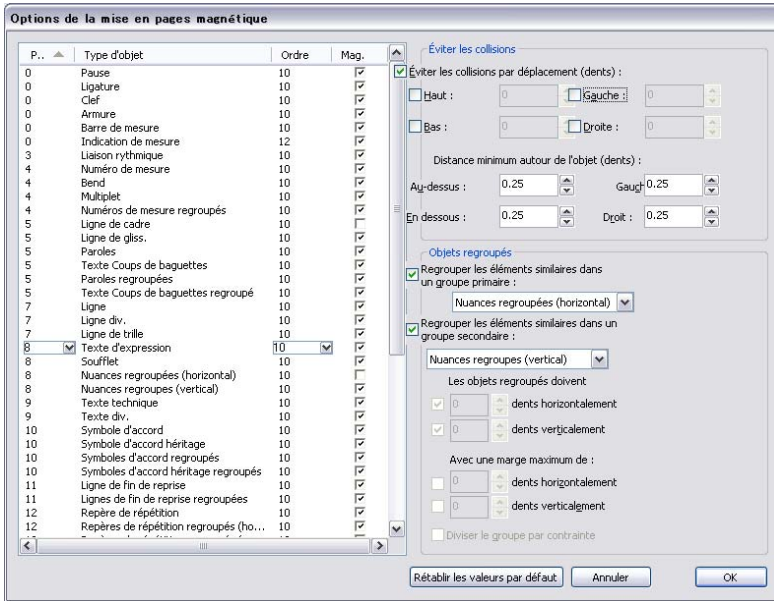 Options de la mise en pages magnétique
P.. Type d'objet Ordre Mag.
0 Pause 10
0 Ligature 10
0 Clef 10
0 Armure 10
0 Barre de mesure 10
0 Indication de mesure 12
3 Liaison rythmique 10
4 Numéro de mesure 10
4 Bend 10
4 Multiplet 10
4 Numéros de mesure regroupés 10
5 Ligne de cadre 10
5 Ligne de gliss. 10
5 Paroles 10
5 Texte Coups de baguettes 10
5 Paroles regroupées 10
5 Texte Coups de baguettes regroupé 10
7 Ligne 10
7 Ligne div. 10
7 Ligne de trille 10
8 Texte d'expression 10
8 Soufflet 10
8 Nuances regroupées (horizontal) 10
8 Nuances regroupes (vertical) 10
9 Texte technique 10
9 Texte div. 10
10 Symbole d'accord 10
10 Symbole d'accord héritage 10
10 Symboles d'accord regroupés 10
10 Symboles d'accord héritage regroupés 10
11 Ligne de fin de reprise 10
11 Lignes de fin de reprise regroupées 10
12 Repère de répétition 10
12 Repères de répétition regroupés (ho... 10
Éviter les collisions
Éviter les collisions par déplacement (dents) :
Haut : 0 Gauche : 0
Bas : 0 Droite : 0
Distance minimum autour de l'objet (dents) :
Au-dessus : 0.25 Gauch 0.25
En dessous : 0.25 Droit : 0.25
Objets regroupés
Regrouper les éléments similaires dans
un groupe primaire :
Nuances regroupées (horizontal)
Regrouper les éléments similaires dans un
groupe secondaire :
Nuances regroupes (vertical)
Les objets regroupés doivent
0 dents horizontalement
0 dents verticalement
Avec une marge maximum de :
0 dents horizontalement
0 dents verticalement
Diviser le groupe par contrainte
Rétablir les valeurs par défaut Annuler OK